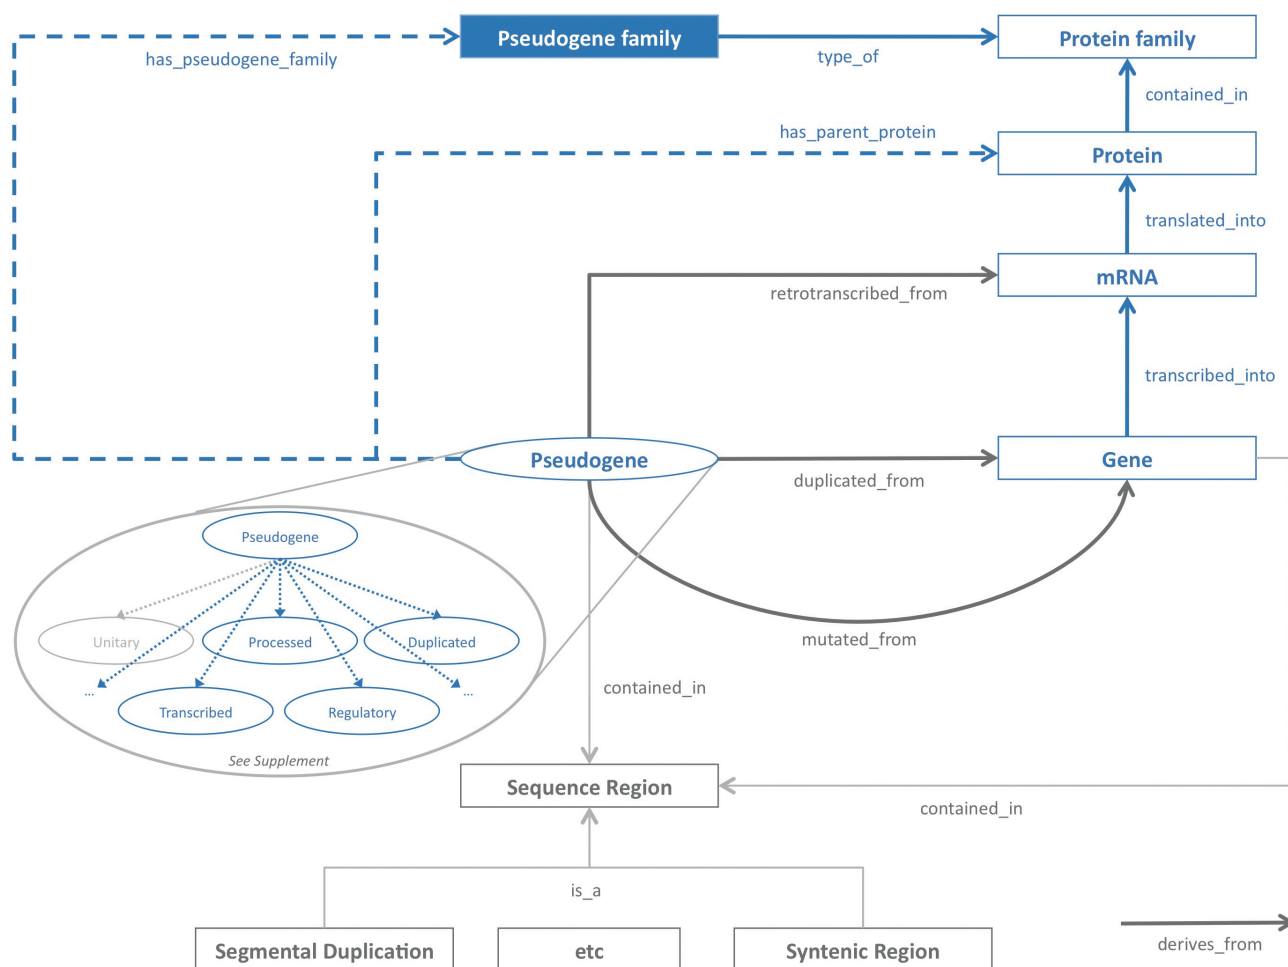 Pseudogene family
Protein family
has_pseudogene_family
type_of
contained_in
has_parent_protein
Protein
translated_into
mRNA
retrotranscribed_from
transcribed_into
Pseudogene
Gene
duplicated_from
Pseudogene
Unitary
Processed
Duplicated
mutated_from
...
...
contained_in
Transcribed
Regulatory
See Supplement
Sequence Region
contained_in
is_a
Segmental Duplication
etc
Syntenic Region
derives_from